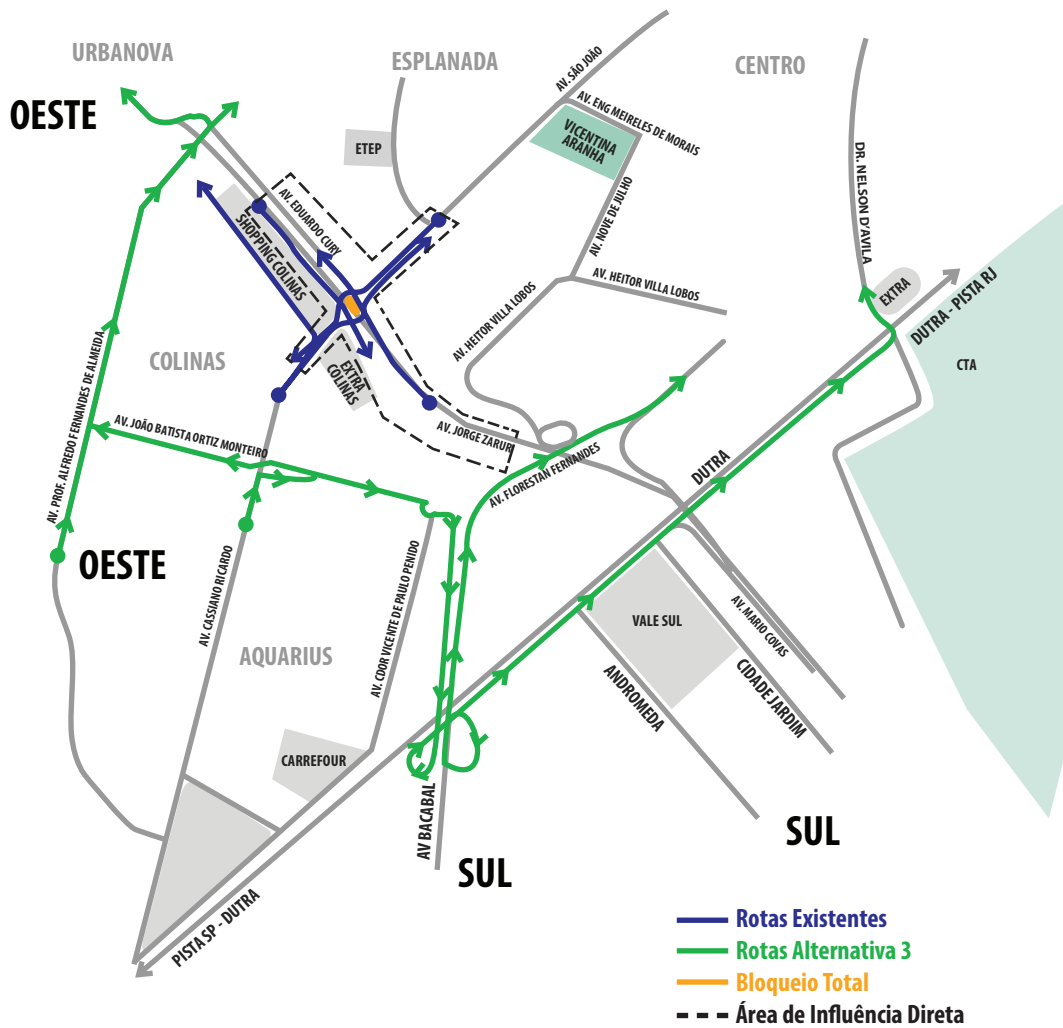 URBANOVA
ESPLANADA
CENTRO
OESTE
AV. SÃO JOÃO
AV. ENG MEIRELES DE MORAIS
VICENTINA
ARANHA
ETEP
DR. NELSON D'AVILA
AV. EDUARDO CURY
SHOPPING COLINAS
AV. NOVE DE JULHO
AV. HEITOR VILLA LOBOS
AV. HEITOR VILLA LOBOS
EXTRA
DUTRA - PISTA RJ
CTA
COLINAS
EXTRA
COLINAS
AV. PROF. ALFREDO FERNANDES DE ALMEIDA
AV. JOÃO BATISTA ORTIZ MONTEIRO
AV. JORGE ZARUR
AV. FLORESTAN FERNANDES
DUTRA
OESTE
AV. CASSIANO RICARDO
AV. CDOR VICENTE DE PAULO PENIDO
AQUARIUS
VALE SUL
AV. MARIO COVAS
ANDROMEDA
CIDADE JARDIM
CARREFOUR
AV BACABAL
SUL
SUL
PISTA SP - DUTRA
Rotas Existentes
Rotas Alternativa 3
Bloqueio Total
Área de Influência Direta